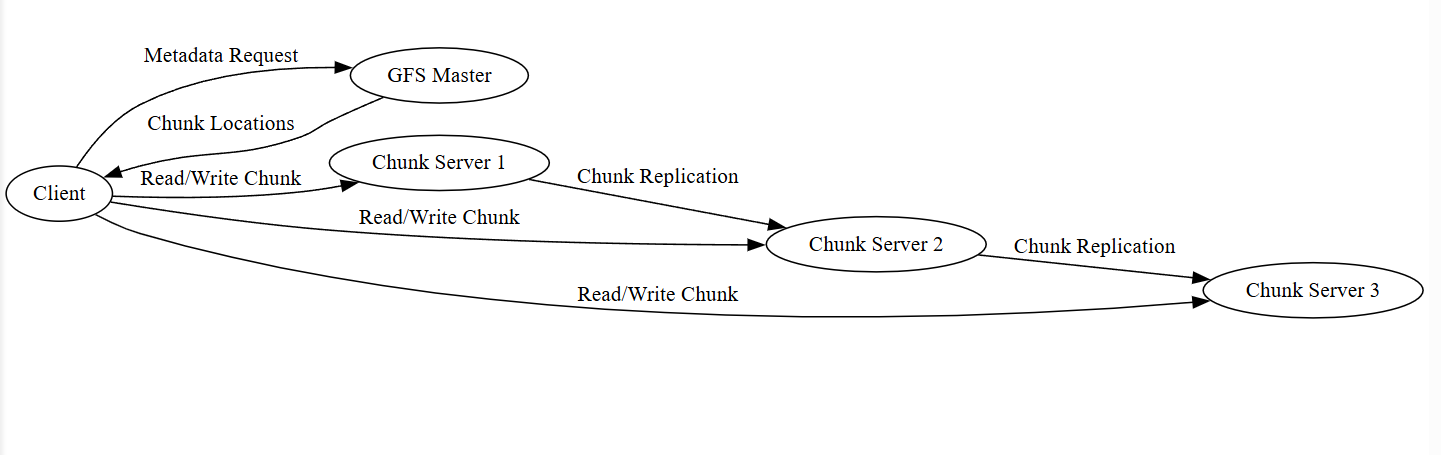 Metadata Request
GFS Master
Chunk Locations
Chunk Server 1
Read/Write Chunk
Chunk Replication
Client
Read/Write Chunk
Chunk Server 2
Chunk Replication
Read/Write Chunk
Chunk Server 3